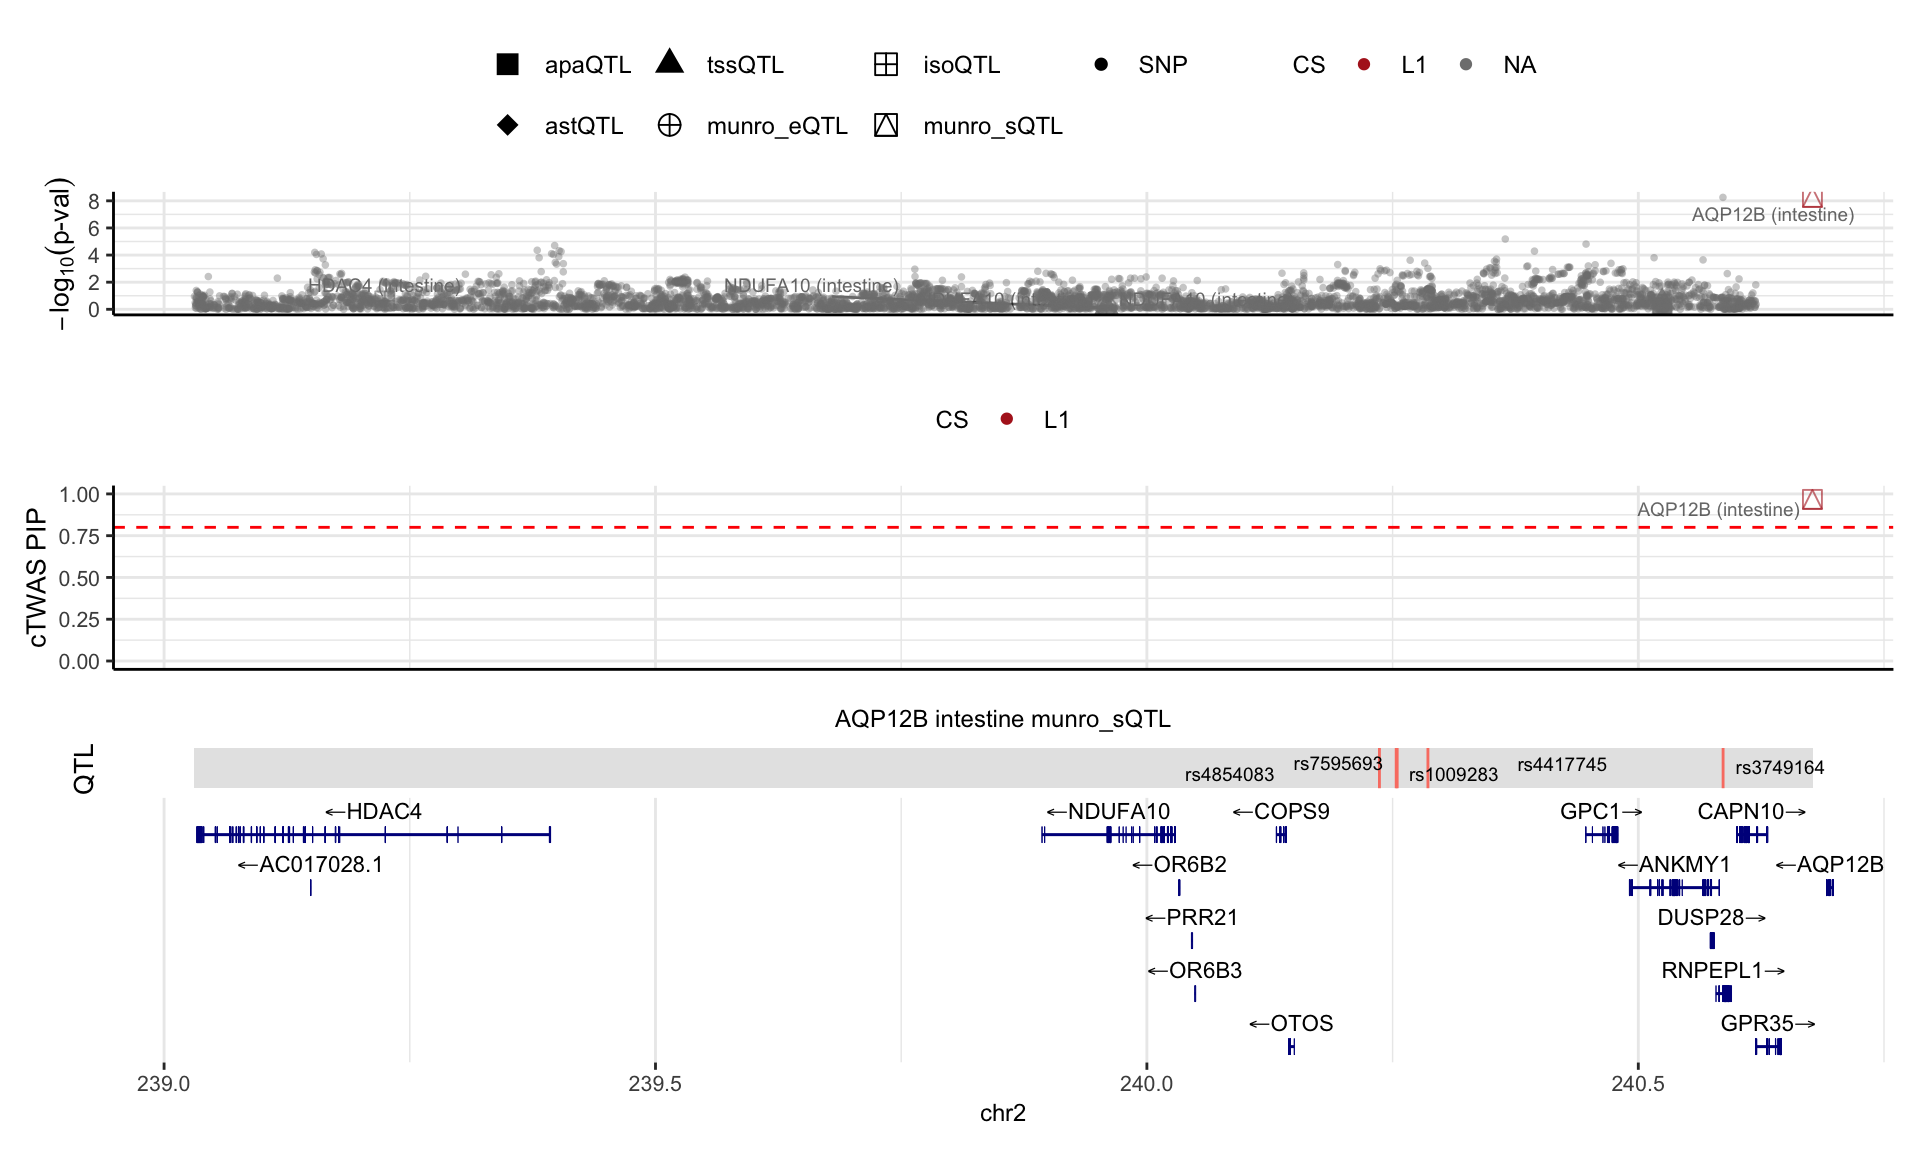 apaQTL tssQTL isoQTL SNP CS L1 NA
astQTL munro_eQTL munro_sQTL
−log10(p-val)
8
6
4
2
0
AQP12B (intestine)
HDAC4 (intestine)
NDUFA10 (intestine)
CS L1
cTWAS PIP
1.00
0.75
0.50
0.25
0.00
AQP12B (intestine)
AQP12B intestine munro_sQTL
QTL
rs4854083 rs7595693 rs1009283 rs4417745 rs3749164
←HDAC4 ←NDUFA10 ←COPS9 GPC1→ CAPN10→
←AC017028.1 ←OR6B2 ←ANKMY1 ←AQP12B
←PRR21 DUSP28→
←OR6B3 RNPEPL1→
←OTOS GPR35→
239.0 239.5 240.0 240.5
chr2